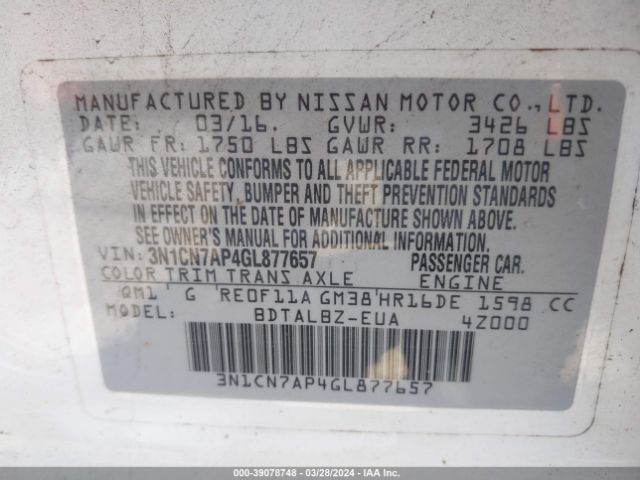 MANUFACTURED BY NISSAN MOTOR CO., LTD.
DATE: 03/16. GVWR: 3426 LBS
GAWR FR: 1750 LBS GAWR RR: 1708 LBS
THIS VEHICLE CONFORMS TO ALL APPLICABLE FEDERAL MOTOR
VEHICLE SAFETY, BUMPER AND THEFT PREVENTION STANDARDS
IN EFFECT ON THE DATE OF MANUFACTURE SHOWN ABOVE.
SEE OWNER'S MANUAL FOR ADDITIONAL INFORMATION.
VIN: 3N1CN7AP4GL877657 PASSENGER CAR.
COLOR TRIM TRANS AXLE ENGINE
QM1 G RE0F11A GM38 HR16DE 1598 CC
BDTALBZ-EUA 4Z000
3N1CN7AP4GL877657
000-39078748 | 03/28/2024 | IAA Inc.